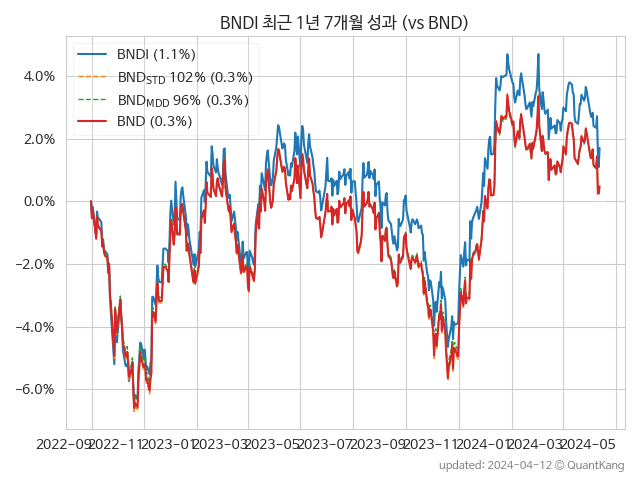 BNDI 최근 1년 7개월 성과 (vs BND)
BNDI (1.1%)
BND_STD 102% (0.3%)
BND_MDD 96% (0.3%)
BND (0.3%)
4.0%
2.0%
0.0%
−2.0%
−4.0%
−6.0%
2022-09 2022-11 2023-01 2023-03 2023-05 2023-07 2023-09 2023-11 2024-01 2024-03 2024-05
updated: 2024-04-12 © QuantKang